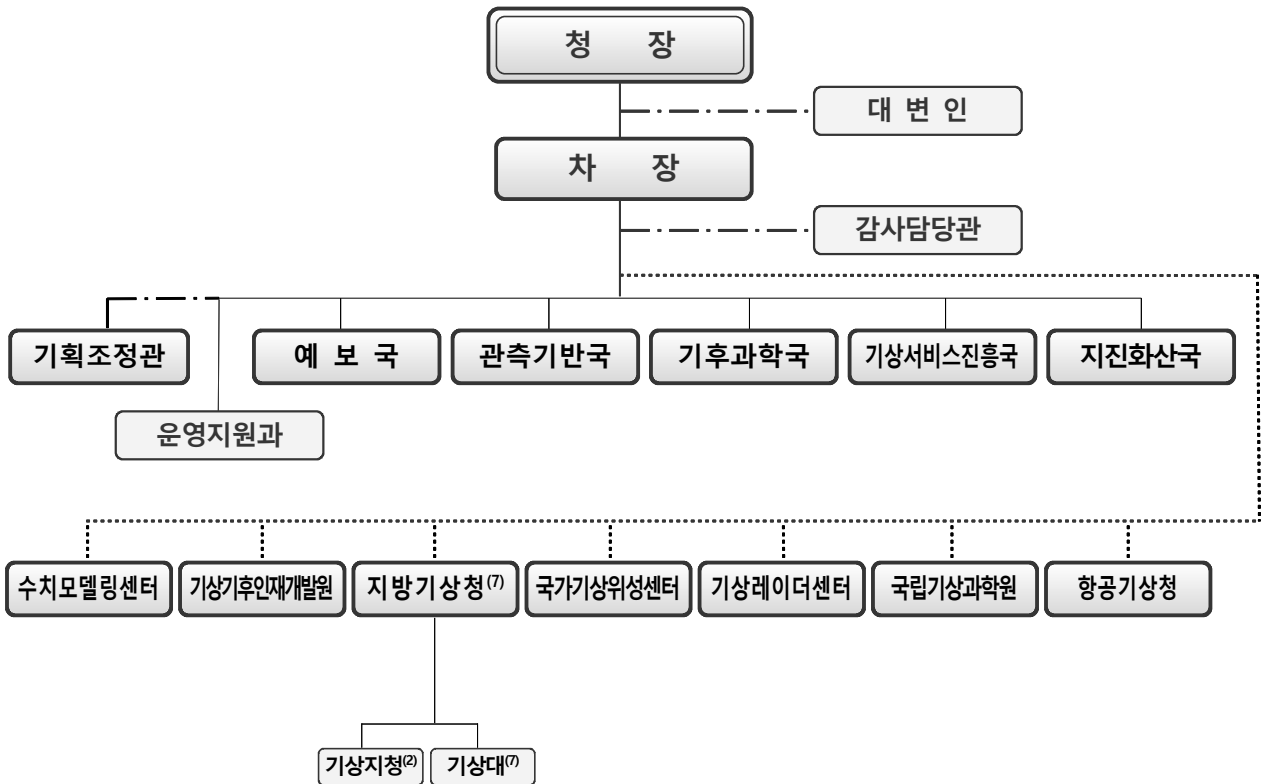 청 장
대 변 인
차 장
감사담당관
기획조정관
예 보 국
관측기반국
기후과학국
기상서비스진흥국
지진화산국
운영지원과
수치모델링센터
기상기후인재개발원
지방기상청(7)
국가기상위성센터
기상레이더센터
국립기상과학원
항공기상청
기상지청(2)
기상대(7)